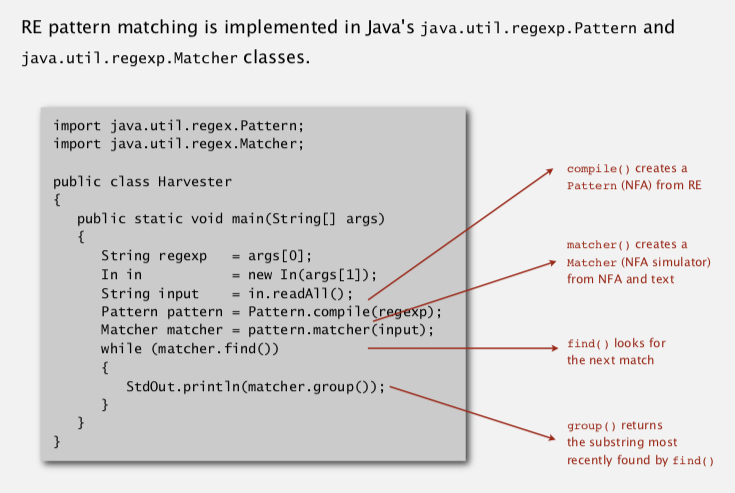 RE pattern matching is implemented in Java's java.util.regexp.Pattern and
java.util.regexp.Matcher classes.
import java.util.regex.Pattern;
import java.util.regex.Matcher;
public class Harvester
{
public static void main(String[] args)
{
String regexp = args[0];
In in = new In(args[1]);
String input = in.readAll();
Pattern pattern = Pattern.compile(regexp);
Matcher matcher = pattern.matcher(input);
while (matcher.find())
{
StdOut.println(matcher.group());
}
}
}
compile() creates a
Pattern (NFA) from RE
matcher() creates a
Matcher (NFA simulator)
from NFA and text
find() looks for
the next match
group() returns
the substring most
recently found by find()